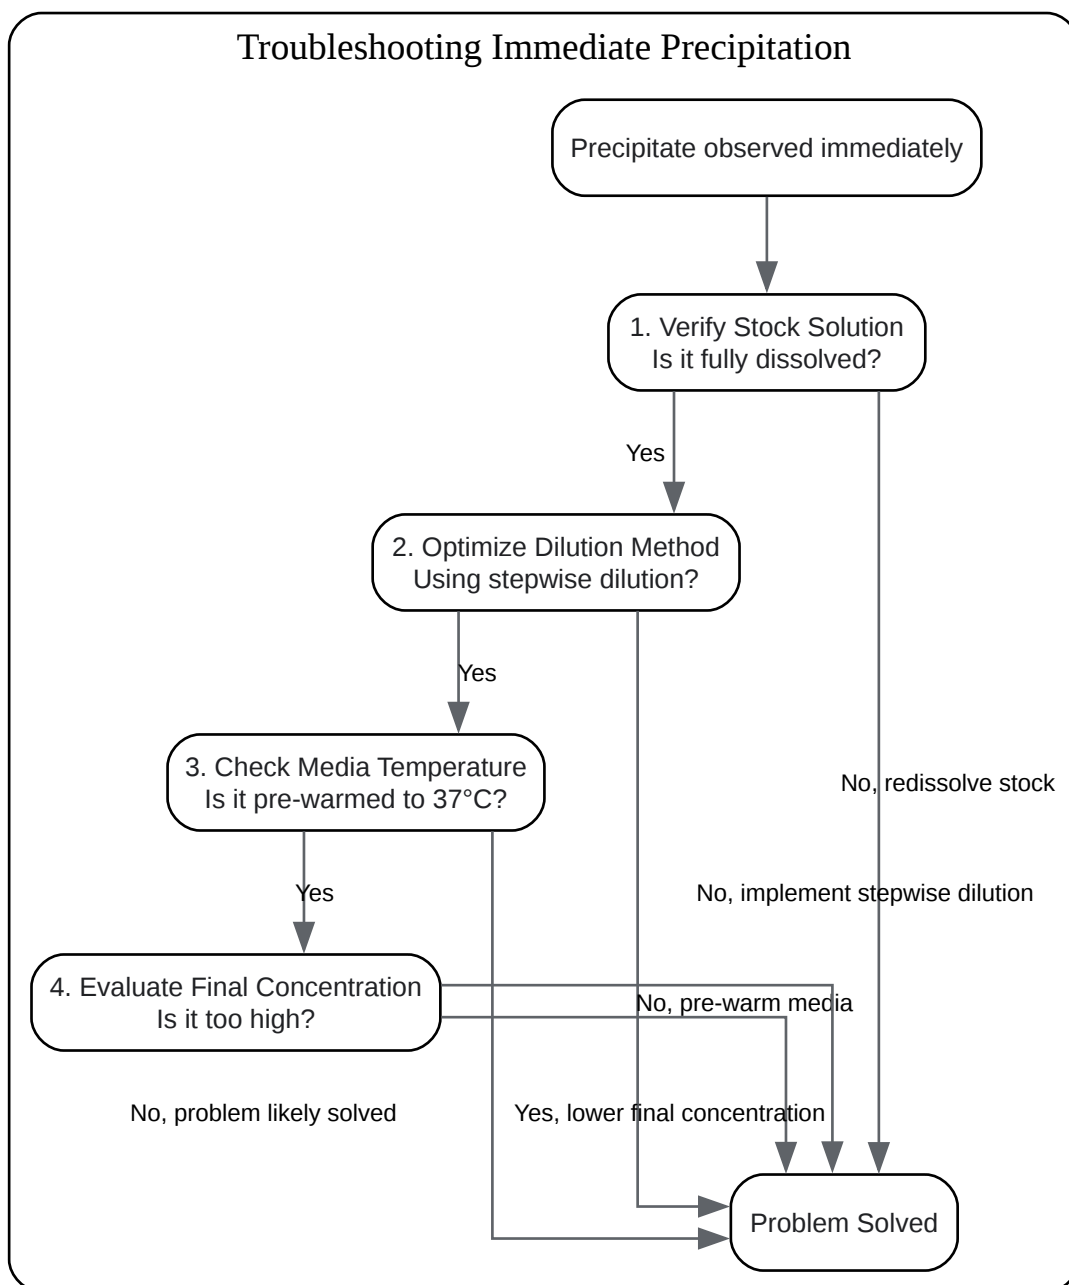 Troubleshooting Immediate Precipitation
Precipitate observed immediately
1. Verify Stock Solution
Is it fully dissolved?
Yes
2. Optimize Dilution Method
Using stepwise dilution?
Yes
3. Check Media Temperature
Is it pre-warmed to 37°C?
No, redissolve stock
Yes
No, implement stepwise dilution
4. Evaluate Final Concentration
Is it too high?
No, pre-warm media
No, problem likely solved
Yes, lower final concentration
Problem Solved